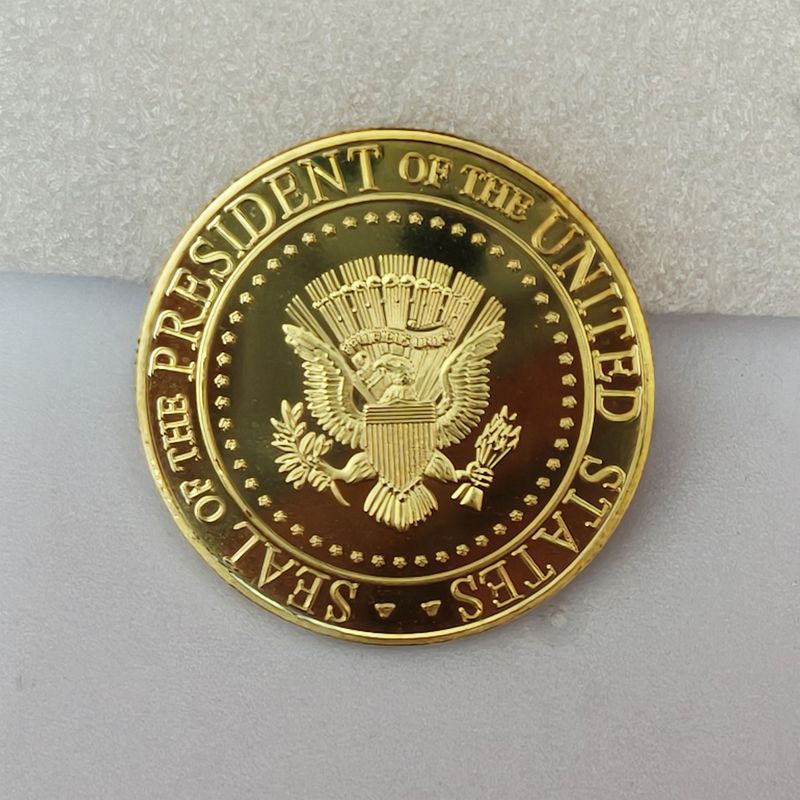 SEAL OF THE PRESIDENT OF THE UNITED STATES